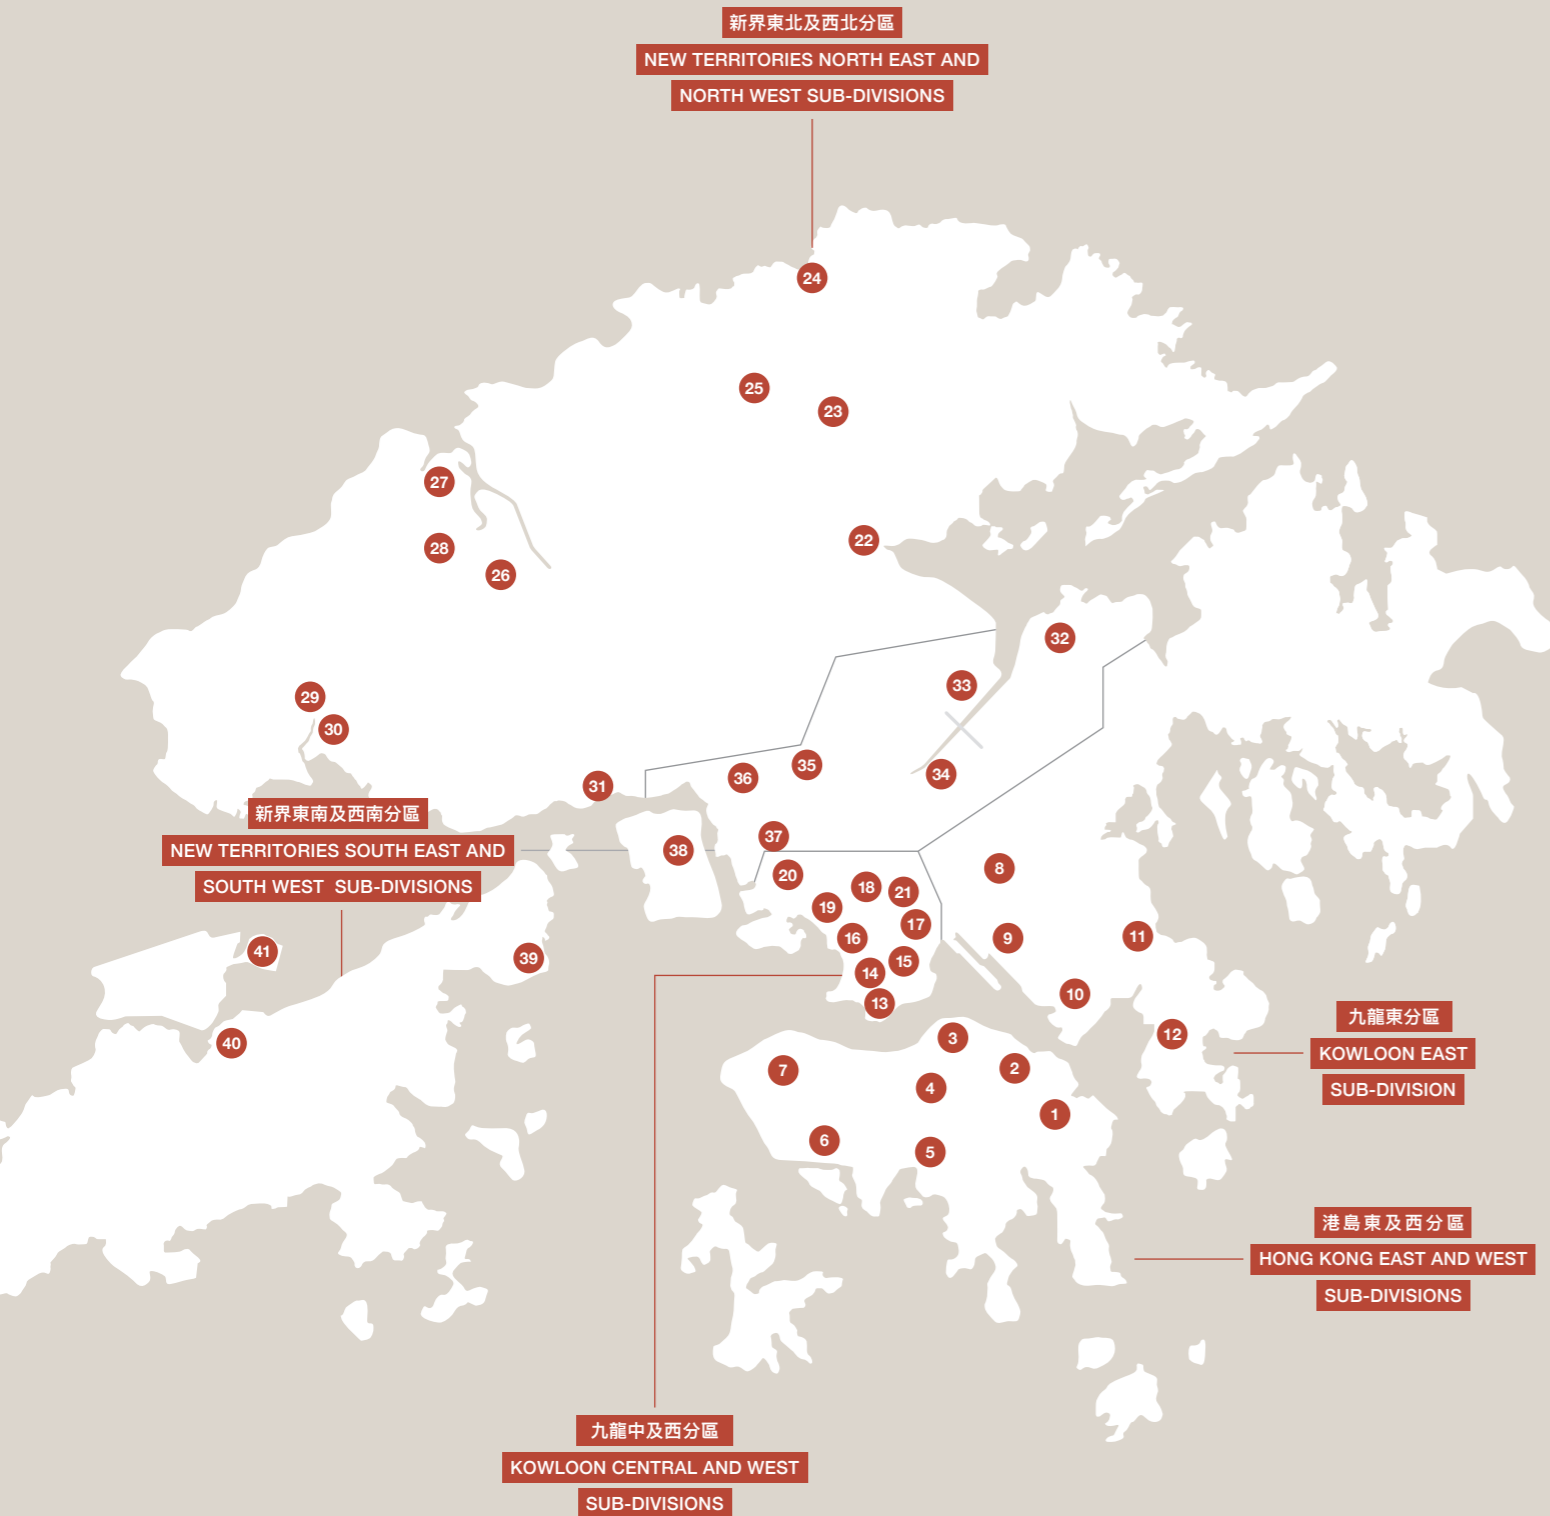 新界東北及西北分區
NEW TERRITORIES NORTH EAST AND
NORTH WEST SUB-DIVISIONS
24
25
23
27
28
26
22
32
29
30
33
31
36
35
34
新界東南及西南分區
NEW TERRITORIES SOUTH EAST AND
SOUTH WEST SUB-DIVISIONS
38
37
20
18
21
19
17
16
15
14
13
8
9
11
10
12
41
39
40
九龍東分區
KOWLOON EAST
SUB-DIVISION
3
2
7
4
1
6
5
港島東及西分區
HONG KONG EAST AND WEST
SUB-DIVISIONS
九龍中及西分區
KOWLOON CENTRAL AND WEST
SUB-DIVISIONS